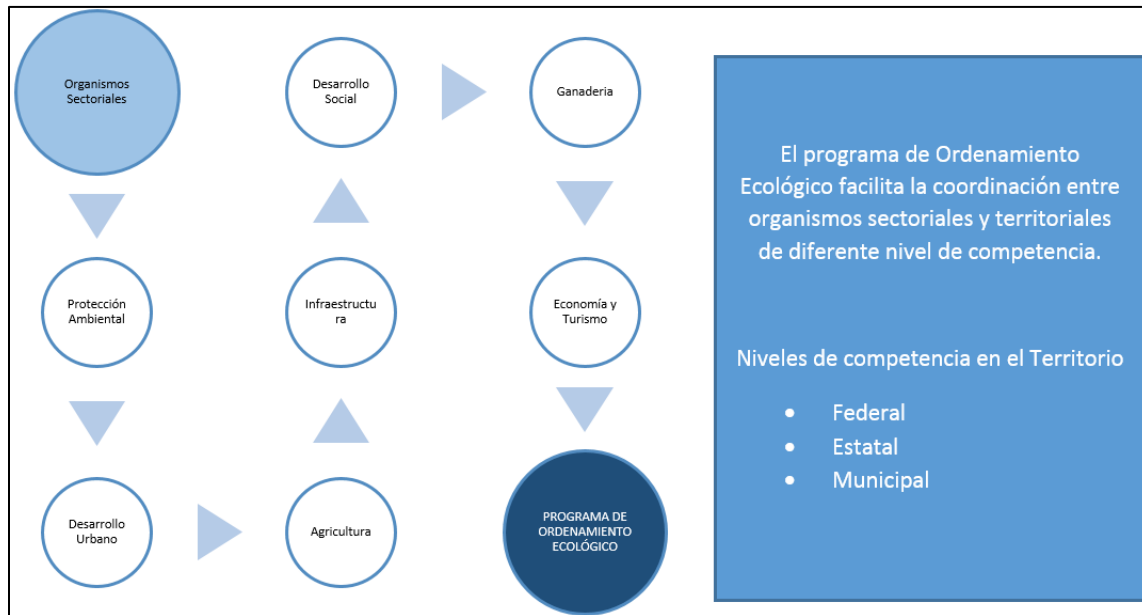 Organismos
Sectoriales
Protección
Ambiental
Desarrollo
Urbano
Agricultura
Infraestructu
ra
Desarrollo
Social
Ganaderia
Economía y
Turismo
PROGRAMA DE
ORDENAMIENTO
ECOLÓGICO
El programa de Ordenamiento
Ecológico facilita la coordinación entre
organismos sectoriales y territoriales
de diferente nivel de competencia.
Niveles de competencia en el Territorio
• Federal
• Estatal
• Municipal